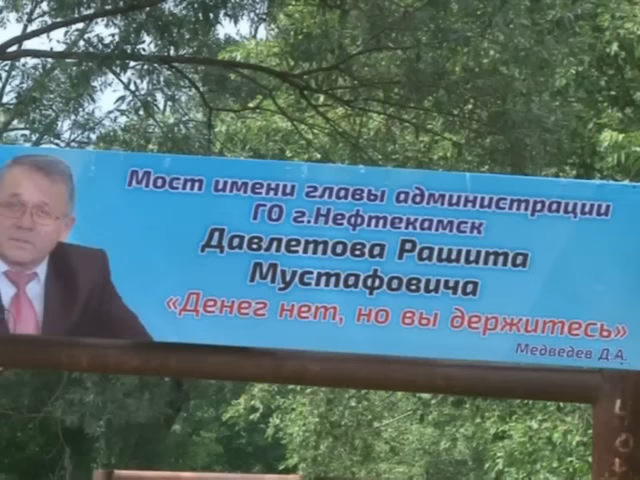 Мост имени главы администрации
ГО г.Нефтекамск
Давлетова Рашита
Мустафовича
«Денег нет, но вы держитесь»
Медведев Д.А.